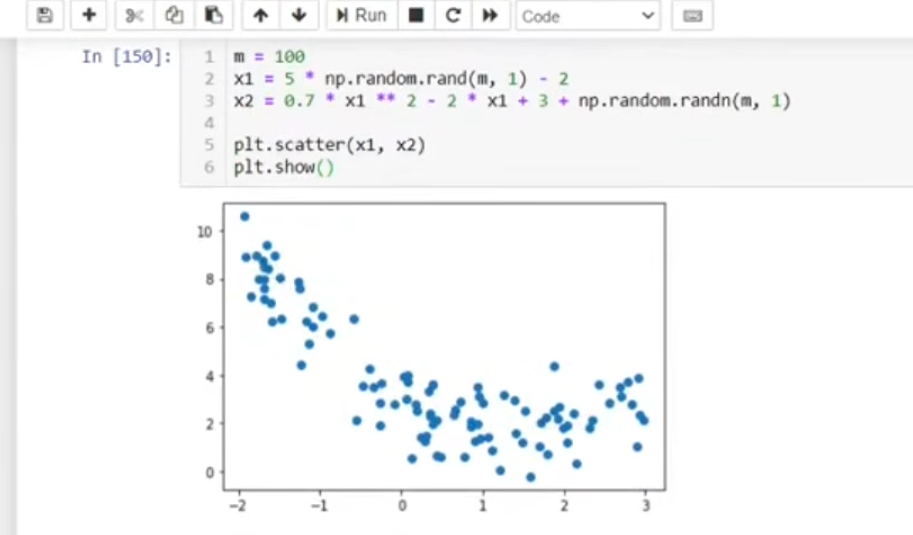 Run
Code
In [150]:
1 m = 100
2 x1 = 5 * np.random.rand(m, 1) - 2
3 x2 = 0.7 * x1 ** 2 - 2 * x1 + 3 + np.random.randn(m, 1)
4
5 plt.scatter(x1, x2)
6 plt.show()
10
8
6
4
2
0
−2 −1 0 1 2 3